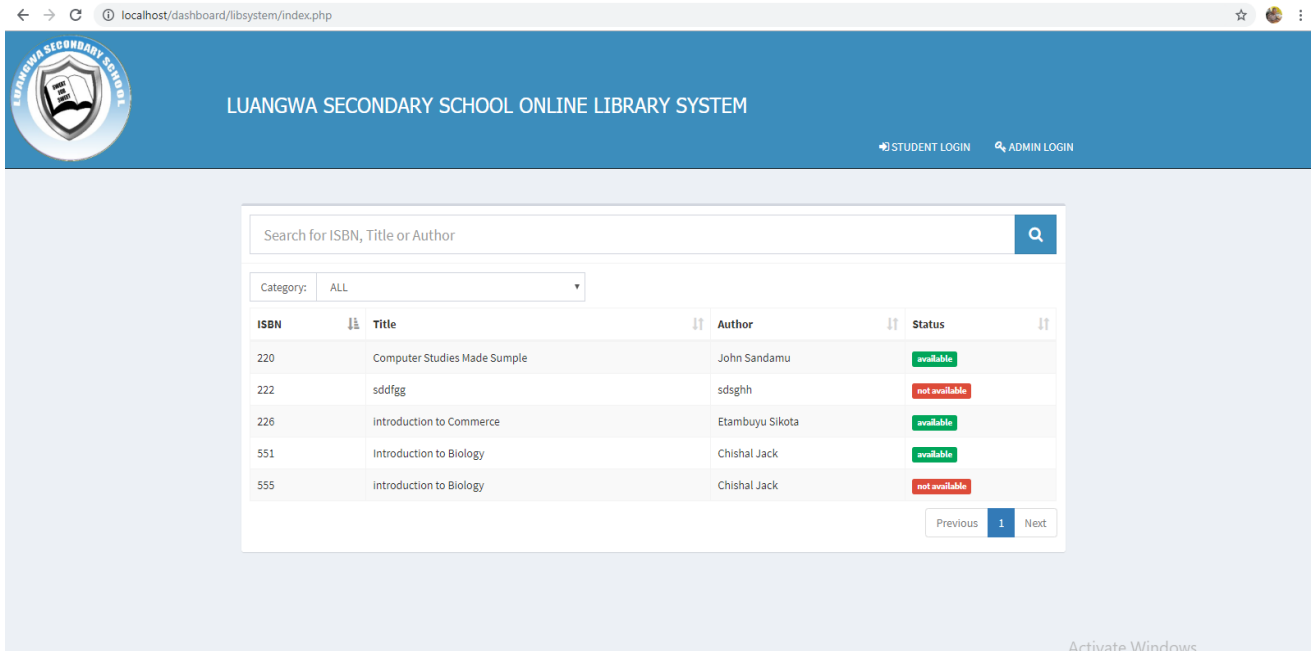 localhost/dashboard/libsystem/index.php
LUANGWA SECONDARY SCHOOL
SWEAT
FOR
SWEET
LUANGWA SECONDARY SCHOOL ONLINE LIBRARY SYSTEM
STUDENT LOGIN ADMIN LOGIN
Search for ISBN, Title or Author
Category: ALL
ISBN Title Author Status
220 Computer Studies Made Sumple John Sandamu available
222 sddfgg sdsghh not available
226 introduction to Commerce Etambuyu Sikota available
551 Introduction to Biology Chishal Jack available
555 introduction to Biology Chishal Jack not available
Previous 1 Next
Activate Windows